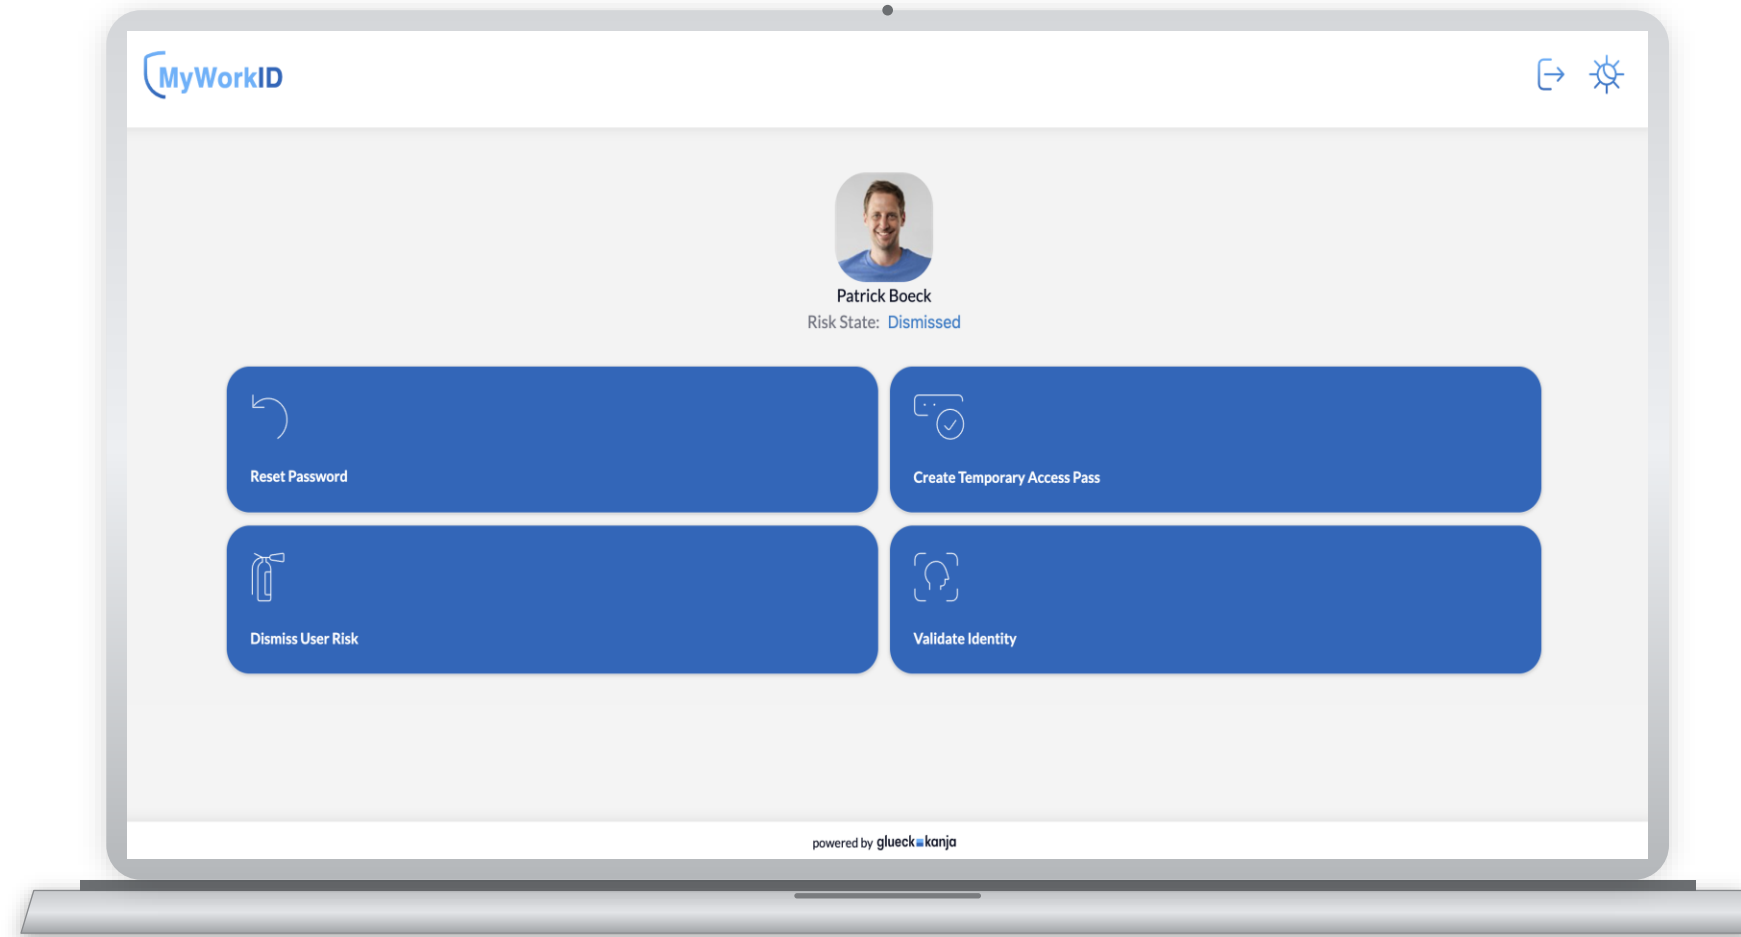 MyWorkID
Patrick Boeck
Risk State: Dismissed
Reset Password
Create Temporary Access Pass
Dismiss User Risk
Validate Identity
powered by glueck kanja